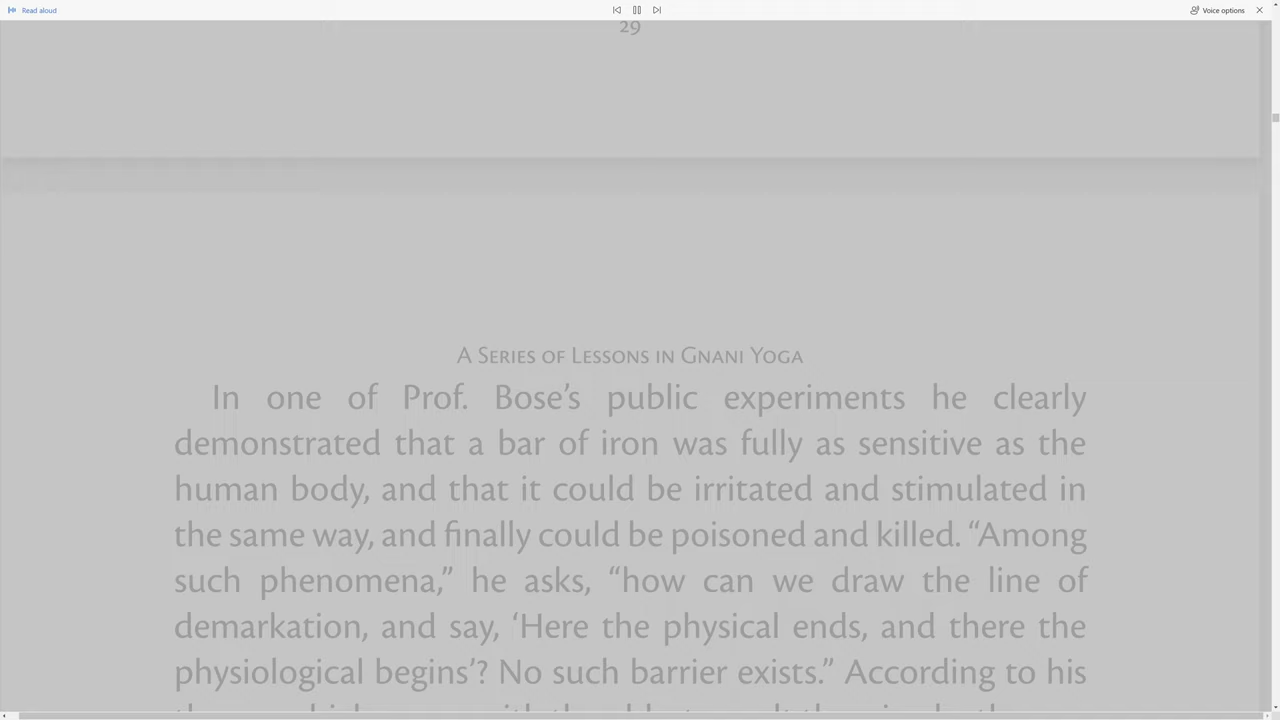 Read aloud
Voice options
29
A Series of Lessons in Gnani Yoga
In one of Prof. Bose’s public experiments he clearly
demonstrated that a bar of iron was fully as sensitive as the
human body, and that it could be irritated and stimulated in
the same way, and finally could be poisoned and killed. “Among
such phenomena,” he asks, “how can we draw the line of
demarkation, and say, ‘Here the physical ends, and there the
physiological begins’? No such barrier exists.” According to his